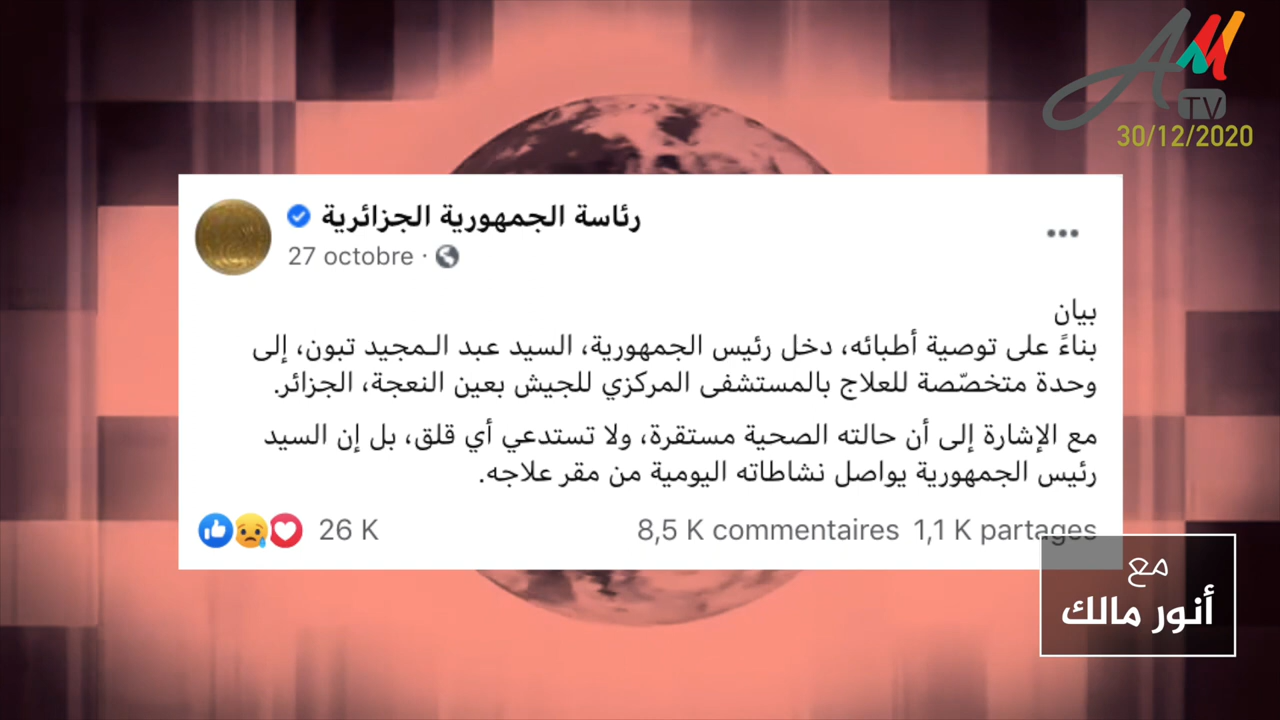 AM
TV
30/12/2020
رئاسة الجمهورية الجزائرية
27 octobre ·
بيان
بناءً على توصية أطبائه، دخل رئيس الجمهورية، السيد عبد المجيد تبون، إلى
وحدة متخصّصة للعلاج بالمستشفى المركزي للجيش بعين النعجة، الجزائر.
مع الإشارة إلى أن حالته الصحية مستقرة، ولا تستدعي أي قلق، بل إن السيد
رئيس الجمهورية يواصل نشاطاته اليومية من مقر علاجه.
26 K
8,5 K commentaires 1,1 K partages
مع
أنور مالك